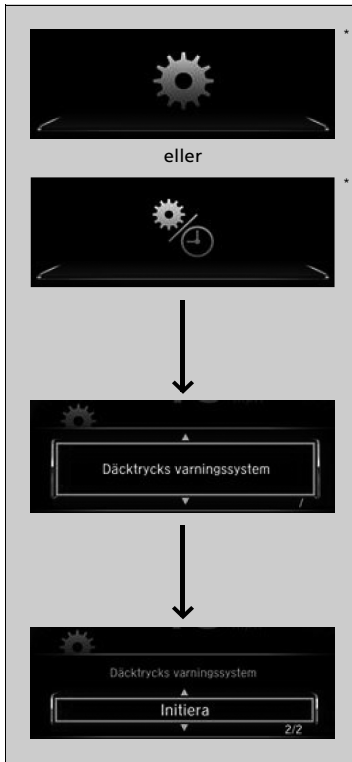 *
eller
*
Däcktrycks varningssystem
/
Däcktrycks varningssystem
Initiera
2/2